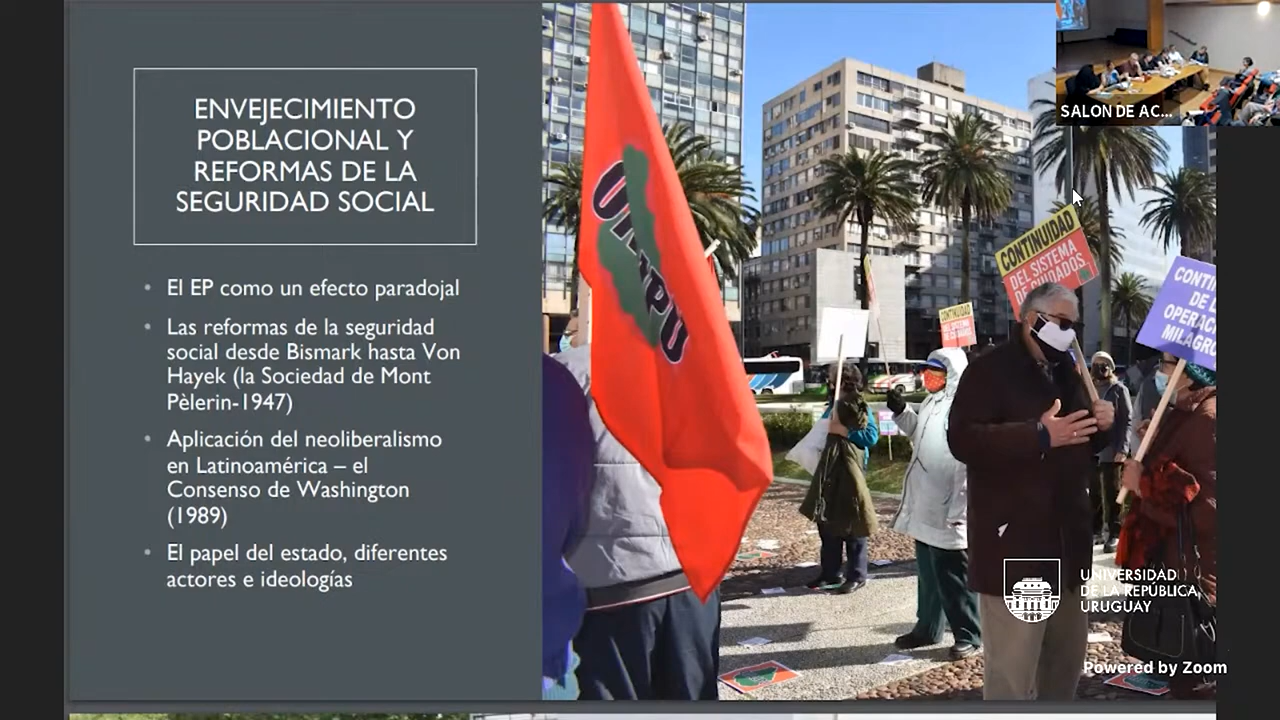 ENVEJECIMIENTO
POBLACIONAL Y
REFORMAS DE LA
SEGURIDAD SOCIAL
• El EP como un efecto paradojal
• Las reformas de la seguridad
social desde Bismark hasta Von
Hayek (la Sociedad de Mont
Pèlerin-1947)
• Aplicación del neoliberalismo
en Latinoamérica – el
Consenso de Washington
(1989)
• El papel del estado, diferentes
actores e ideologías
SALON DE AC...
CONTINUIDAD
DEL SISTEMA
DE CUIDADOS
CONTINUIDAD
DEL SISTEMA
CONTIN
DE L
OPERAC
MILAGRO
UNIVERSIDAD
DE LA REPÚBLICA
URUGUAY
Powered by Zoom